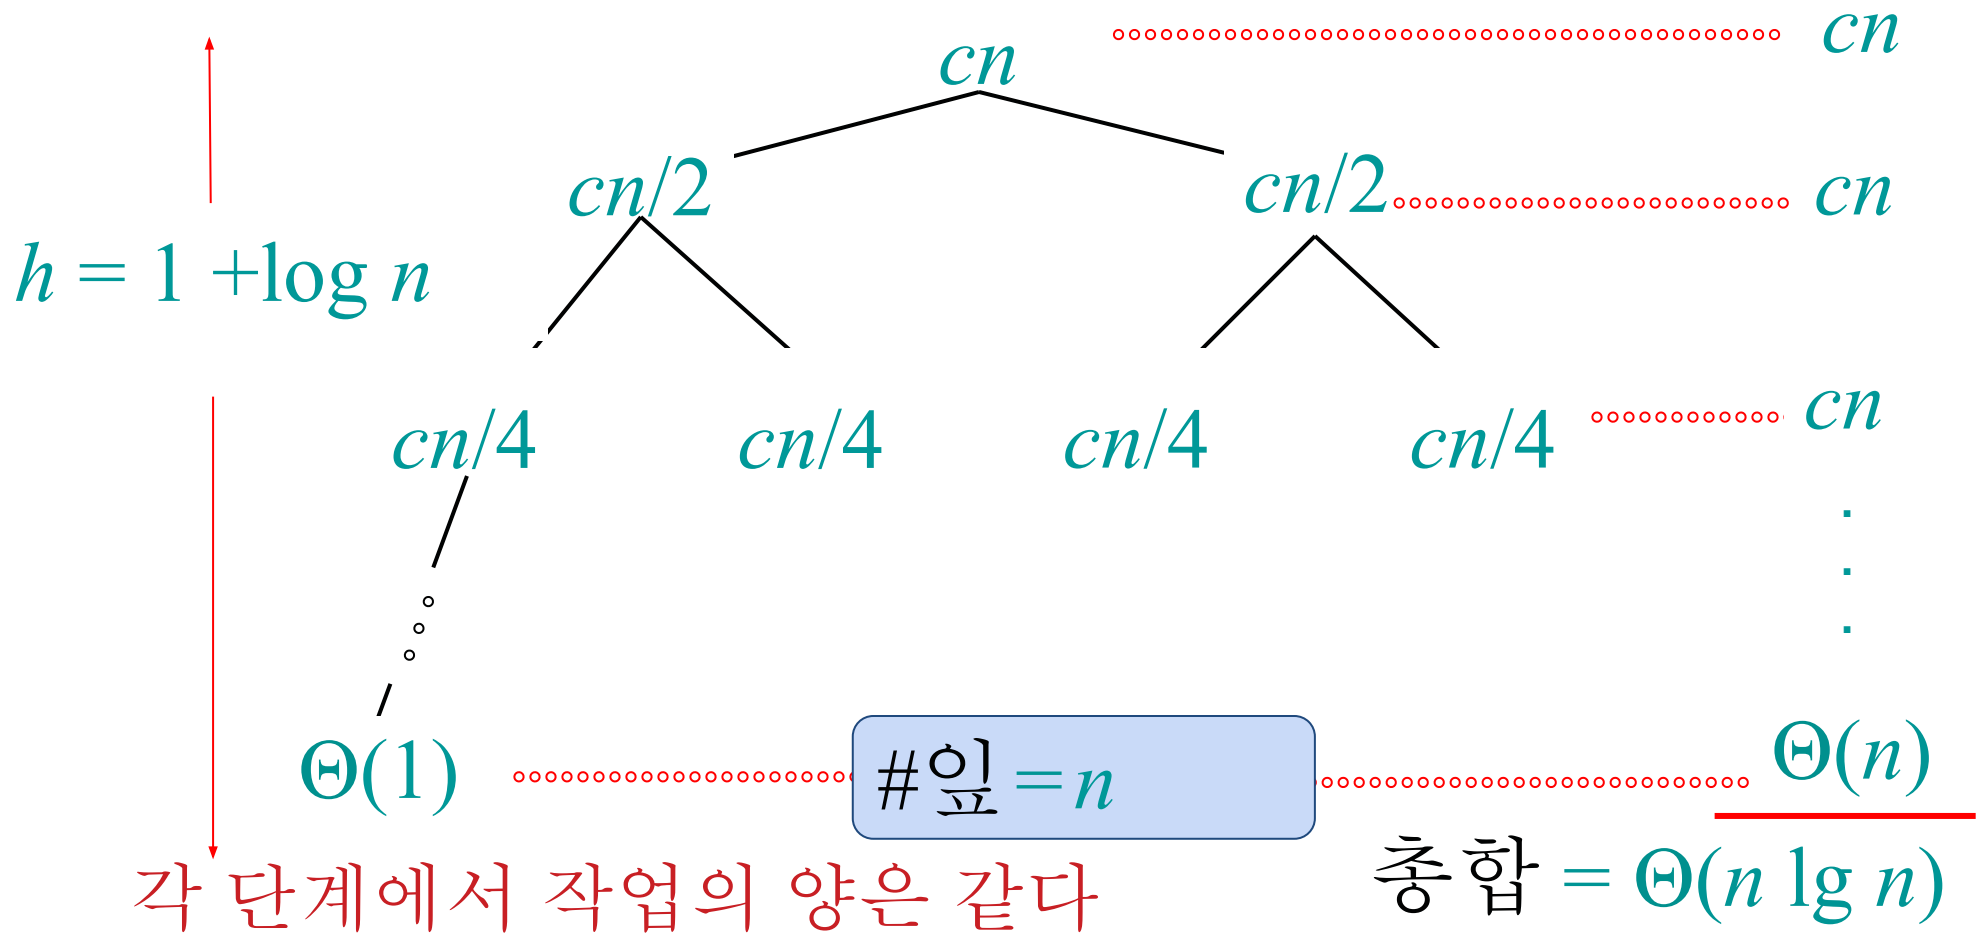 cn cn
cn/2 cn/2 cn
h = 1 +log n
cn/4 cn/4 cn/4 cn/4 cn
.
.
.
Θ(1) #잎 = n Θ(n)
각 단계에서 작업의 양은 같다
총합 = Θ(n lg n)